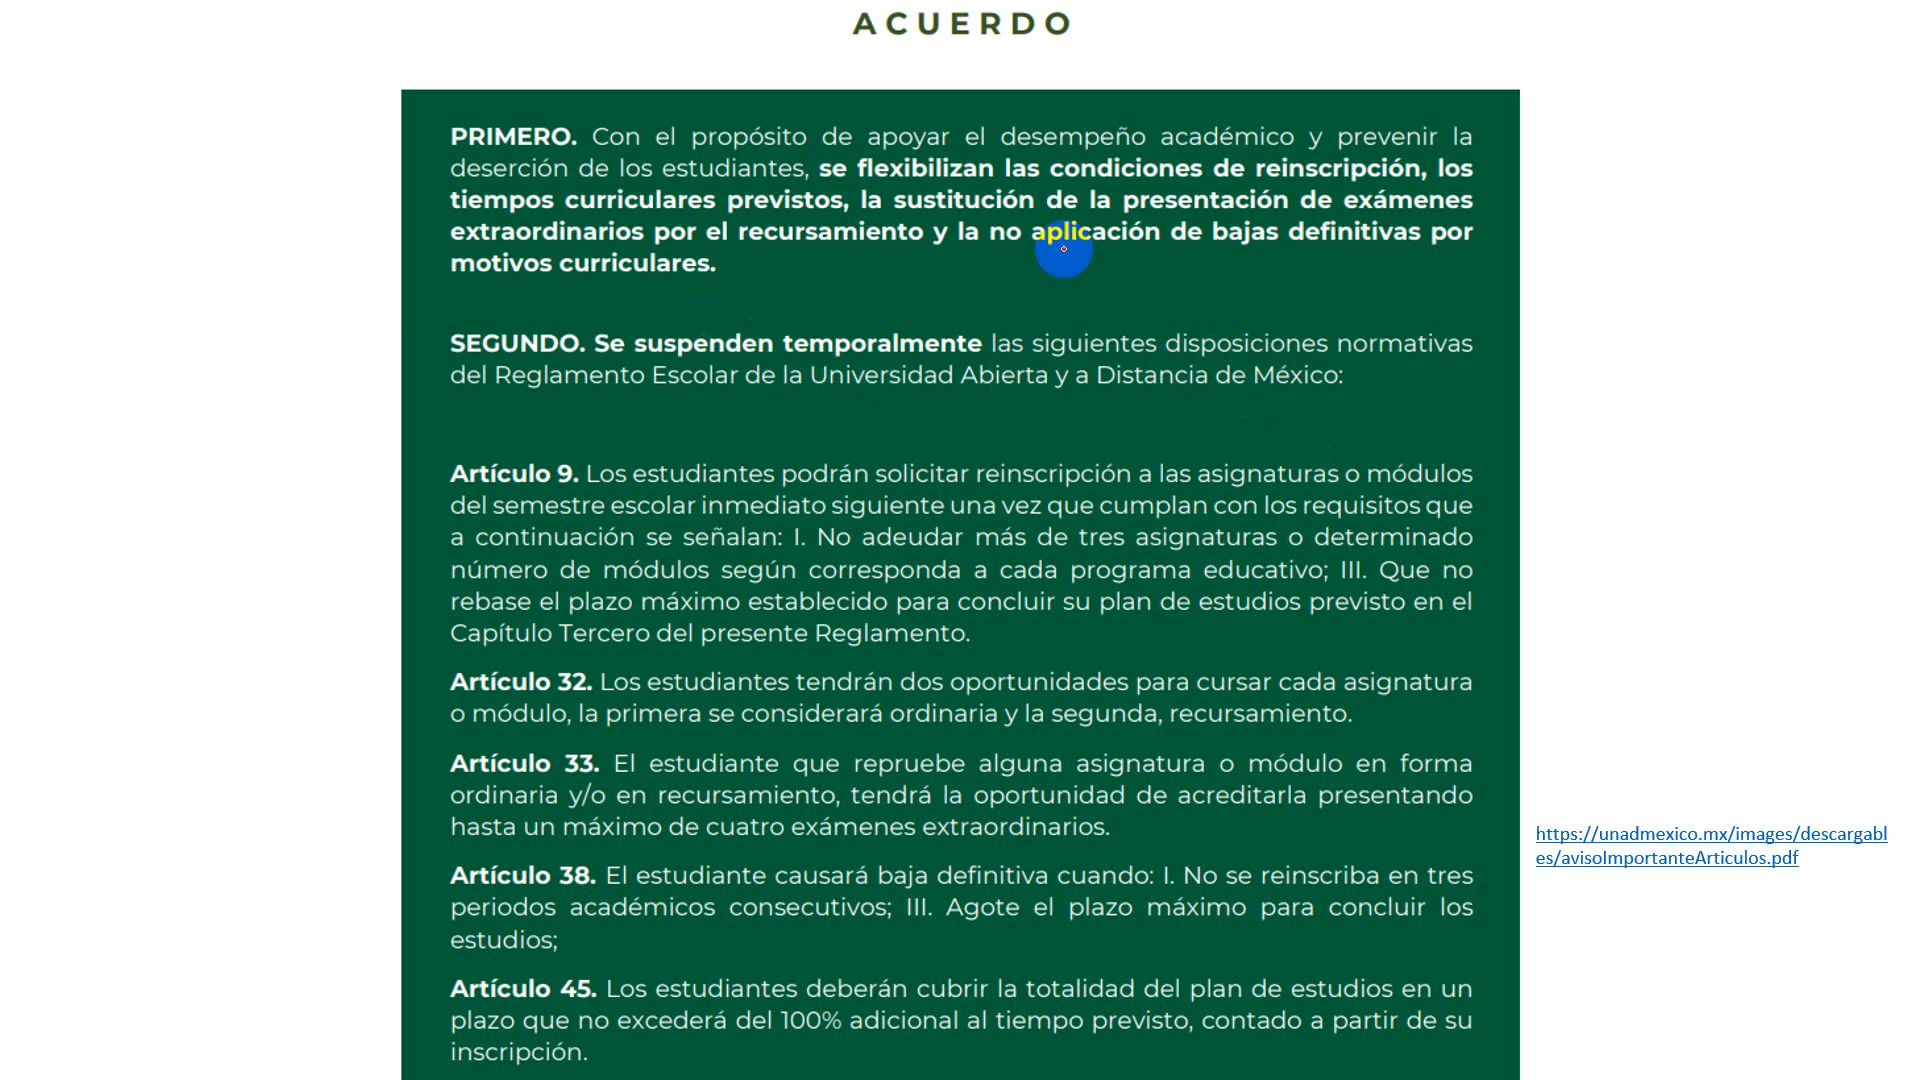 ACUERDO
PRIMERO. Con el propósito de apoyar el desempeño académico y prevenir la
deserción de los estudiantes, se flexibilizan las condiciones de reinscripción, los
tiempos curriculares previstos, la sustitución de la presentación de exámenes
extraordinarios por el recursamiento y la no aplicación de bajas definitivas por
motivos curriculares.
SEGUNDO. Se suspenden temporalmente las siguientes disposiciones normativas
del Reglamento Escolar de la Universidad Abierta y a Distancia de México:
Artículo 9. Los estudiantes podrán solicitar reinscripción a las asignaturas o módulos
del semestre escolar inmediato siguiente una vez que cumplan con los requisitos que
a continuación se señalan: I. No adeudar más de tres asignaturas o determinado
número de módulos según corresponda a cada programa educativo; III. Que no
rebase el plazo máximo establecido para concluir su plan de estudios previsto en el
Capítulo Tercero del presente Reglamento.
Artículo 32. Los estudiantes tendrán dos oportunidades para cursar cada asignatura
o módulo, la primera se considerará ordinaria y la segunda, recursamiento.
Artículo 33. El estudiante que repruebe alguna asignatura o módulo en forma
ordinaria y/o en recursamiento, tendrá la oportunidad de acreditarla presentando
hasta un máximo de cuatro exámenes extraordinarios.
Artículo 38. El estudiante causará baja definitiva cuando: I. No se reinscriba en tres
periodos académicos consecutivos; III. Agote el plazo máximo para concluir los
estudios;
Artículo 45. Los estudiantes deberán cubrir la totalidad del plan de estudios en un
plazo que no excederá del 100% adicional al tiempo previsto, contado a partir de su
inscripción.
https://unadmexico.mx/images/descargabl
es/avisoImportanteArticulos.pdf